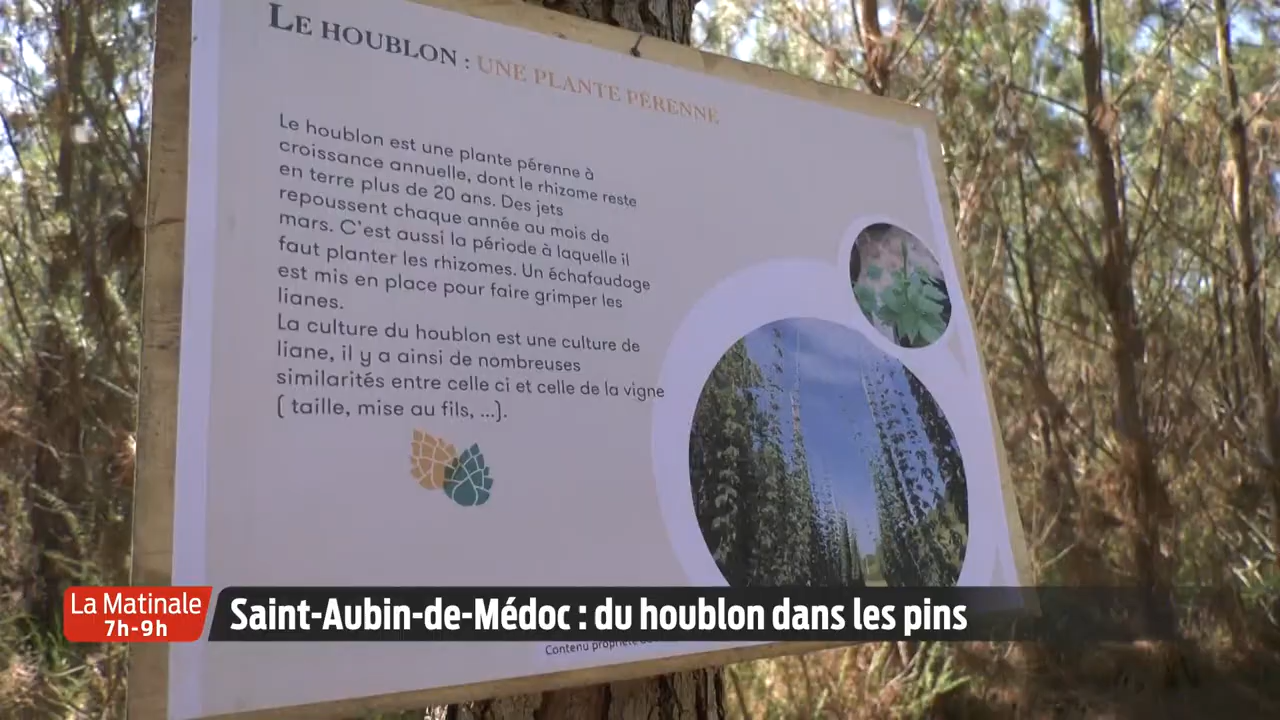 LE HOUBLON : UNE PLANTE PÉRENNE
Le houblon est une plante pérenne à
croissance annuelle, dont le rhizome reste
en terre plus de 20 ans. Des jets
repoussent chaque année au mois de
mars. C'est aussi la période à laquelle il
faut planter les rhizomes. Un échafaudage
est mis en place pour faire grimper les
lianes.
La culture du houblon est une culture de
liane, il y a ainsi de nombreuses
similarités entre celle ci et celle de la vigne
( taille, mise au fils, ...).
La Matinale
7h-9h
Saint-Aubin-de-Médoc : du houblon dans les pins
Contenu propriété